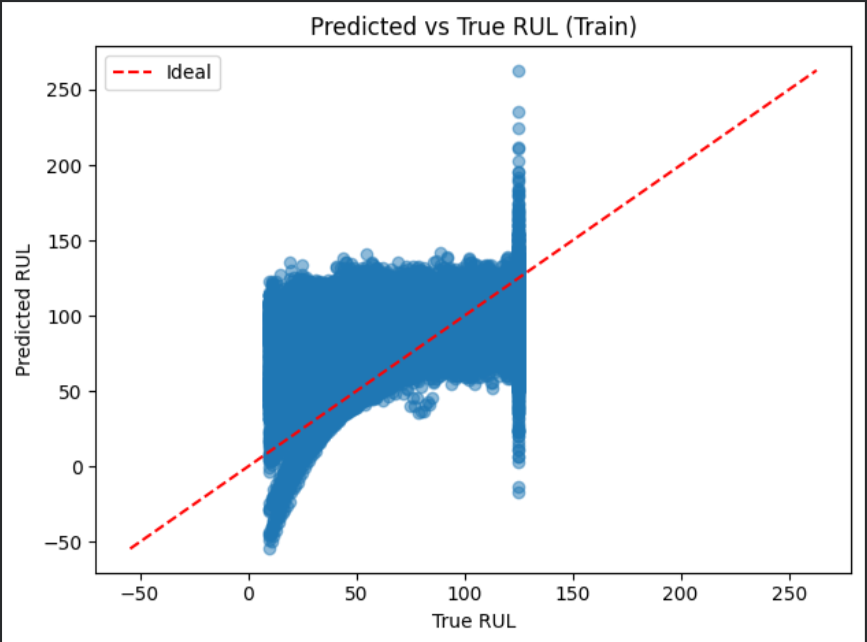 Predicted vs True RUL (Train)
Ideal
250
200
150
100
50
0
−50
Predicted RUL
−50 0 50 100 150 200 250
True RUL